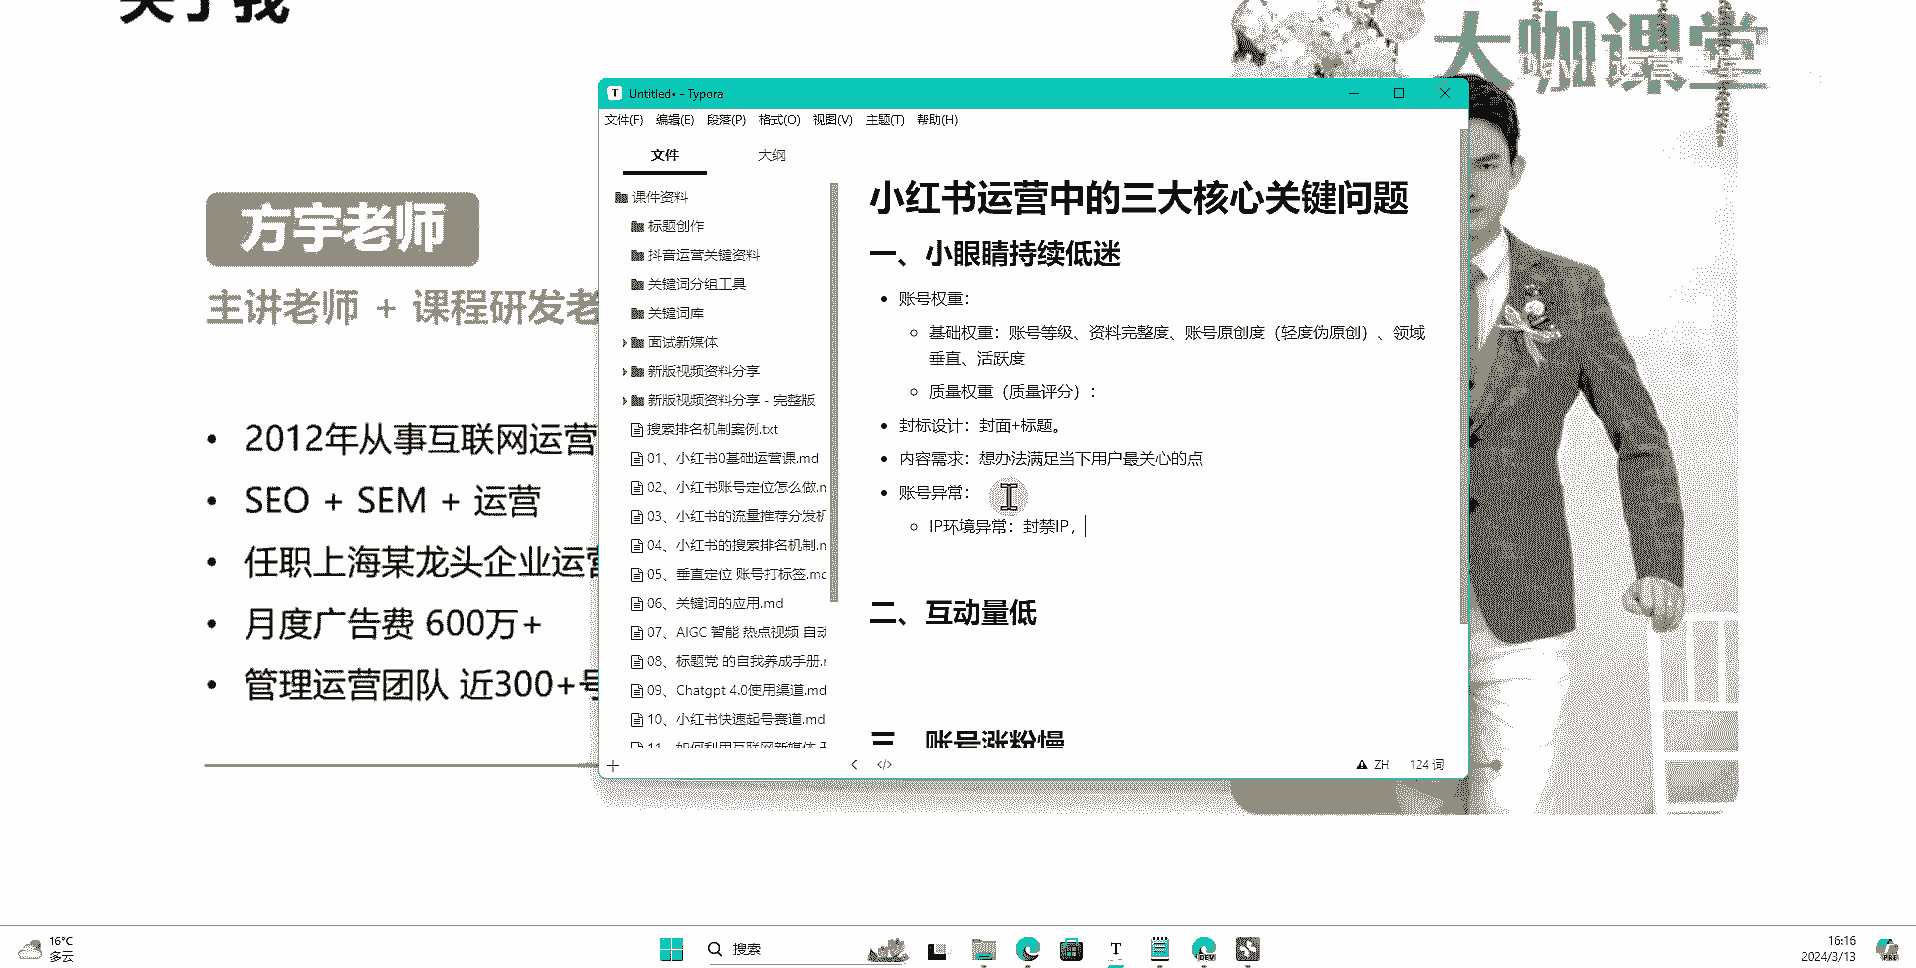 关于我
大咖课堂
方宇老师
主讲老师 + 课程研发老
• 2012年从事互联网运营
• SEO + SEM + 运营
• 任职上海某龙头企业运营
• 月度广告费 600万+
• 管理运营团队 近300+号
Untitled• - Typora
文件(F) 编辑(E) 段落(P) 格式(O) 视图(V) 主题(T) 帮助(H)
文件 大纲
课件资料
标题创作
抖音运营关键资料
关键词分组工具
关键词库
面试新媒体
新版视频资料分享
新版视频资料分享 - 完整版
搜索排名机制案例.txt
01、小红书0基础运营课.md
02、小红书账号定位怎么做.m
03、小红书的流量推荐分发机
04、小红书的搜索排名机制.m
05、垂直定位 账号打标签.md
06、关键词的应用.md
07、AIGC 智能 热点视频 自动
08、标题党 的自我养成手册.m
09、Chatgpt 4.0使用渠道.md
10、小红书快速起号赛道.md
11、如何利用互联网新媒体
小红书运营中的三大核心关键问题
一、小眼睛持续低迷
• 账号权重：
○ 基础权重：账号等级、资料完整度、账号原创度（轻度伪原创）、领域
垂直、活跃度
○ 质量权重（质量评分）：
• 封标设计：封面+标题。
• 内容需求：想办法满足当下用户最关心的点
• 账号异常：
○ IP环境异常：封禁IP，
二、互动量低
三、账号涨粉慢
ZH 124 词
16°C
多云
搜索
T
DEV
16:16
2024/3/13
PRE